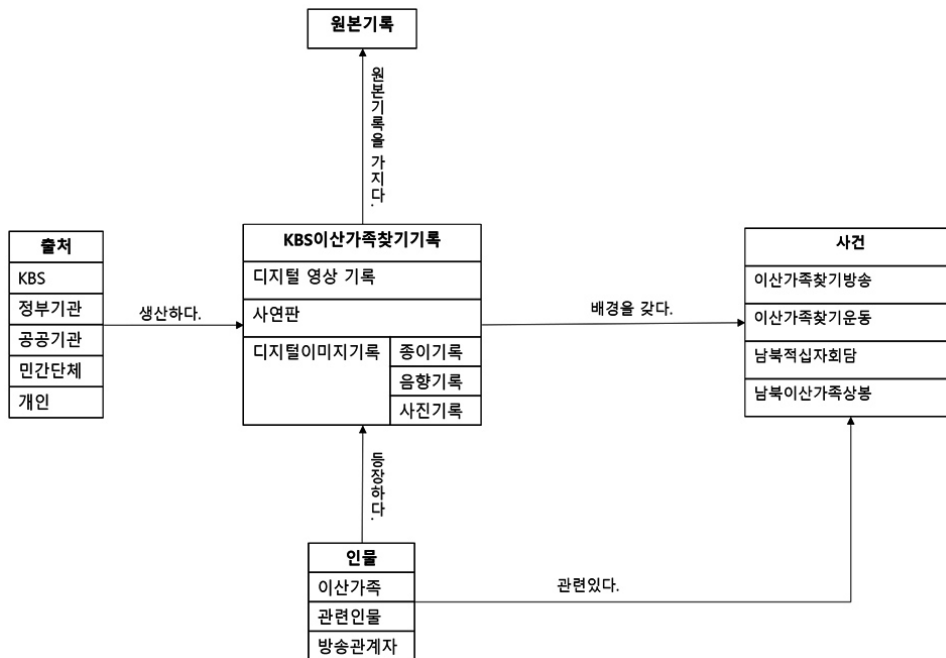 원본기록
원본기록을 가지다.
출처
KBS
정부기관
공공기관
민간단체
개인
생산하다.
KBS이산가족찾기기록
디지털 영상 기록
사연판
디지털이미지기록
종이기록
음향기록
사진기록
배경을 갖다.
사건
이산가족찾기방송
이산가족찾기운동
남북적십자회담
남북이산가족상봉
등장하다.
인물
이산가족
관련인물
방송관계자
관련있다.